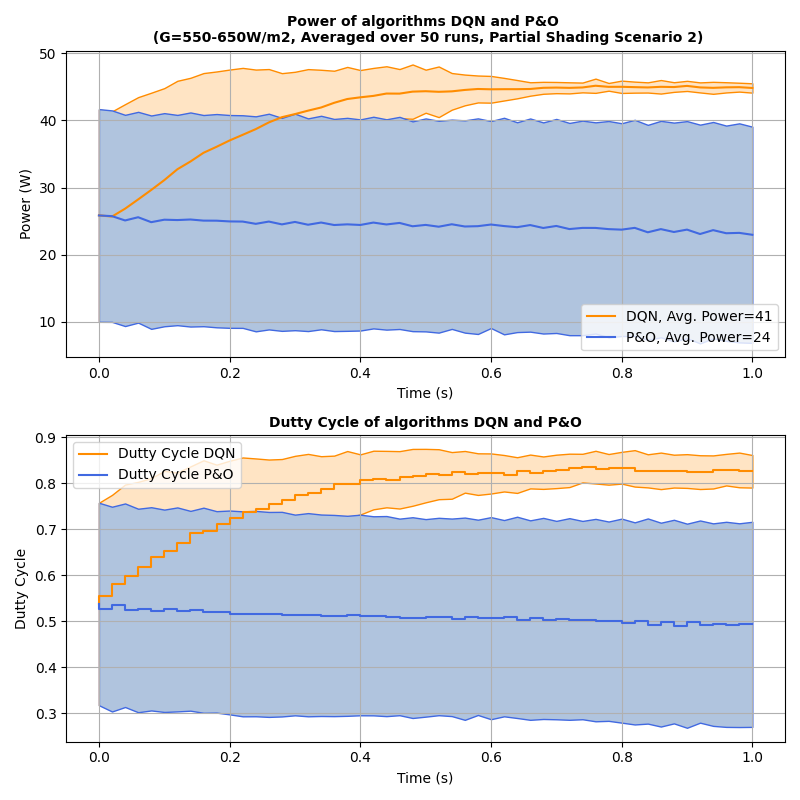 Power of algorithms DQN and P&O
(G=550-650W/m2, Averaged over 50 runs, Partial Shading Scenario 2)
50
40
30
20
10
Power (W)
DQN, Avg. Power=41
P&O, Avg. Power=24
0.0 0.2 0.4 0.6 0.8 1.0
Time (s)
Dutty Cycle of algorithms DQN and P&O
0.9
0.8
0.7
0.6
0.5
0.4
0.3
Dutty Cycle
Dutty Cycle DQN
Dutty Cycle P&O
0.0 0.2 0.4 0.6 0.8 1.0
Time (s)